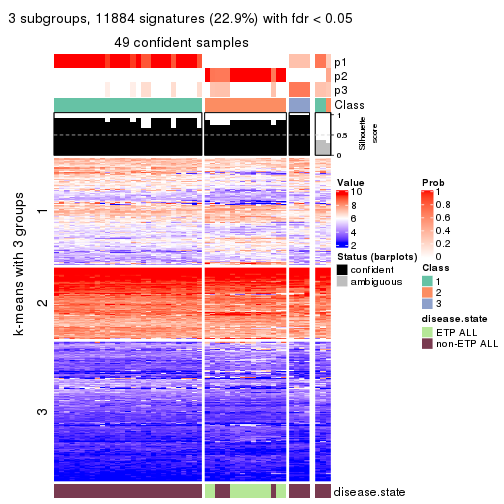 3 subgroups, 11884 signatures (22.9%) with fdr < 0.05
49 confident samples
p1
p2
p3
Class
1
0.5
0
Silhouette
score
k-means with 3 groups
1
2
3
Value
10
8
6
4
2
Status (barplots)
confident
ambiguous
Prob
1
0.8
0.6
0.4
0.2
0
Class
1
2
3
disease.state
ETP ALL
non-ETP ALL
disease.state